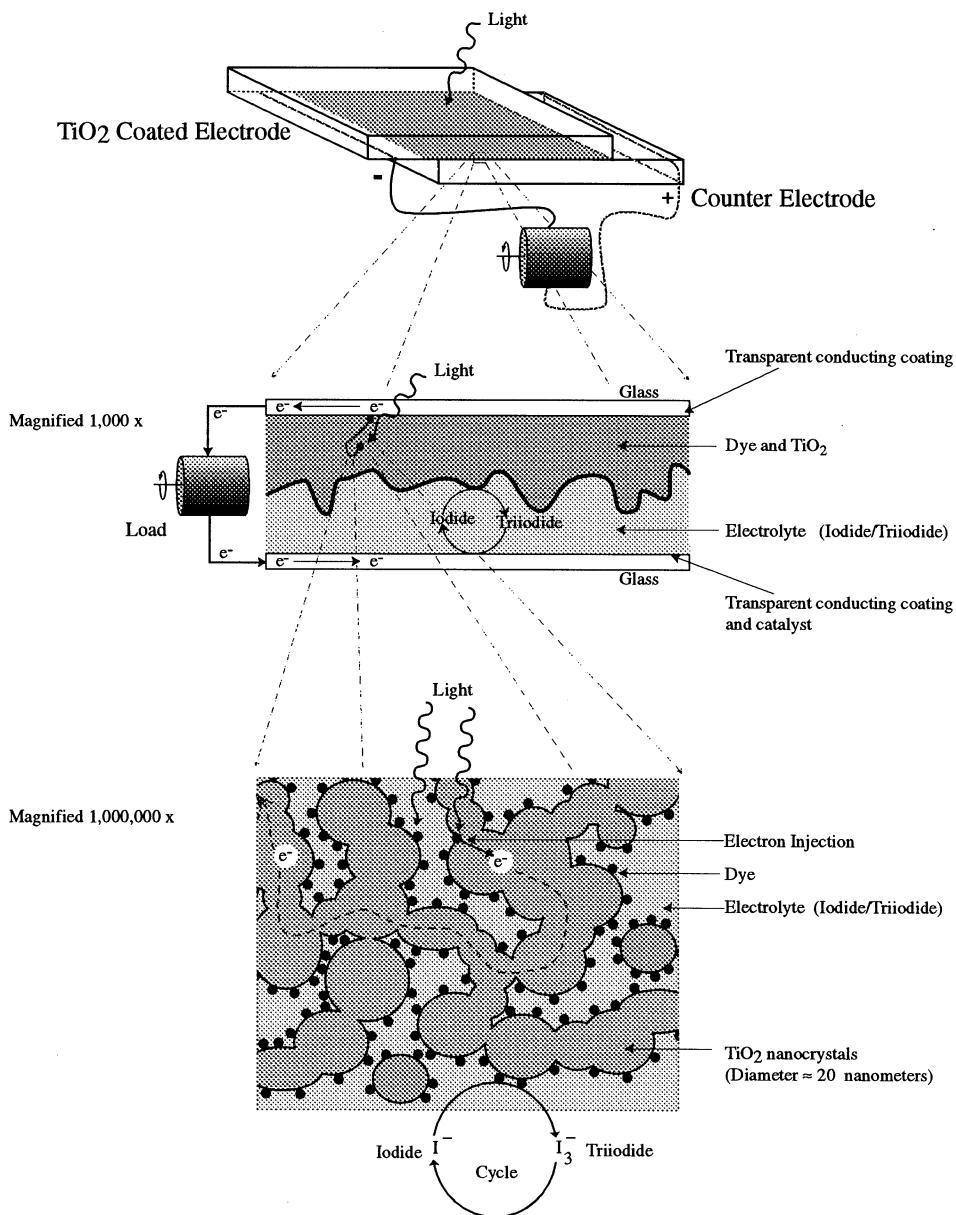 Light
TiO2 Coated Electrode
-
+
Counter Electrode
Transparent conducting coating
Light
Glass
Magnified 1,000 x
e-
e-
e-
Dye and TiO2
Load
Iodide
Triiodide
Electrolyte (Iodide/Triiodide)
e-
e-
e-
Glass
Transparent conducting coating
and catalyst
Light
Magnified 1,000,000 x
Electron Injection
e-
e-
Dye
Electrolyte (Iodide/Triiodide)
TiO2 nanocrystals
(Diameter ≈ 20 nanometers)
Iodide I−
I3− Triiodide
Cycle